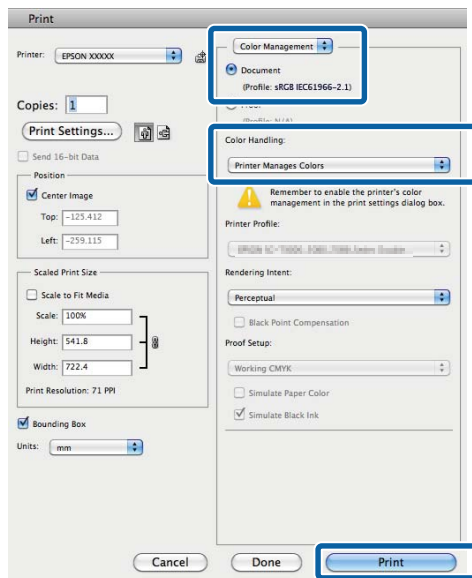 Print
Printer: EPSON XXXXX
Copies: 1
Print Settings...
Send 16-bit Data
Position
Center Image
Top: -125.412
Left: -259.115
Scaled Print Size
Scale to Fit Media
Scale: 100%
Height: 541.8
Width: 722.4
Print Resolution: 71 PPI
Bounding Box
Units: mm
Color Management
Document
(Profile: sRGB IEC61966-2.1)
Color Handling:
Printer Manages Colors
Remember to enable the printer's color
management in the print settings dialog box.
Printer Profile:
Rendering Intent:
Perceptual
Black Point Compensation
Proof Setup:
Working CMYK
Simulate Paper Color
Simulate Black Ink
Cancel
Done
Print